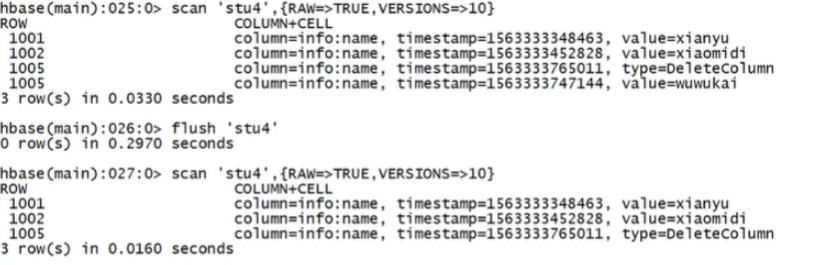 hbase(main):025:0> scan 'stu4',{RAW=>TRUE,VERSIONS=>10}
ROW COLUMN+CELL
1001 column=info:name, timestamp=1563333348463, value=xianyu
1002 column=info:name, timestamp=1563333452828, value=xiaomidi
1005 column=info:name, timestamp=1563333765011, type=DeleteColumn
1005 column=info:name, timestamp=1563333747144, value=wuwukai
3 row(s) in 0.0330 seconds
hbase(main):026:0> flush 'stu4'
0 row(s) in 0.2970 seconds
hbase(main):027:0> scan 'stu4',{RAW=>TRUE,VERSIONS=>10}
ROW COLUMN+CELL
1001 column=info:name, timestamp=1563333348463, value=xianyu
1002 column=info:name, timestamp=1563333452828, value=xiaomidi
1005 column=info:name, timestamp=1563333765011, type=DeleteColumn
3 row(s) in 0.0160 seconds